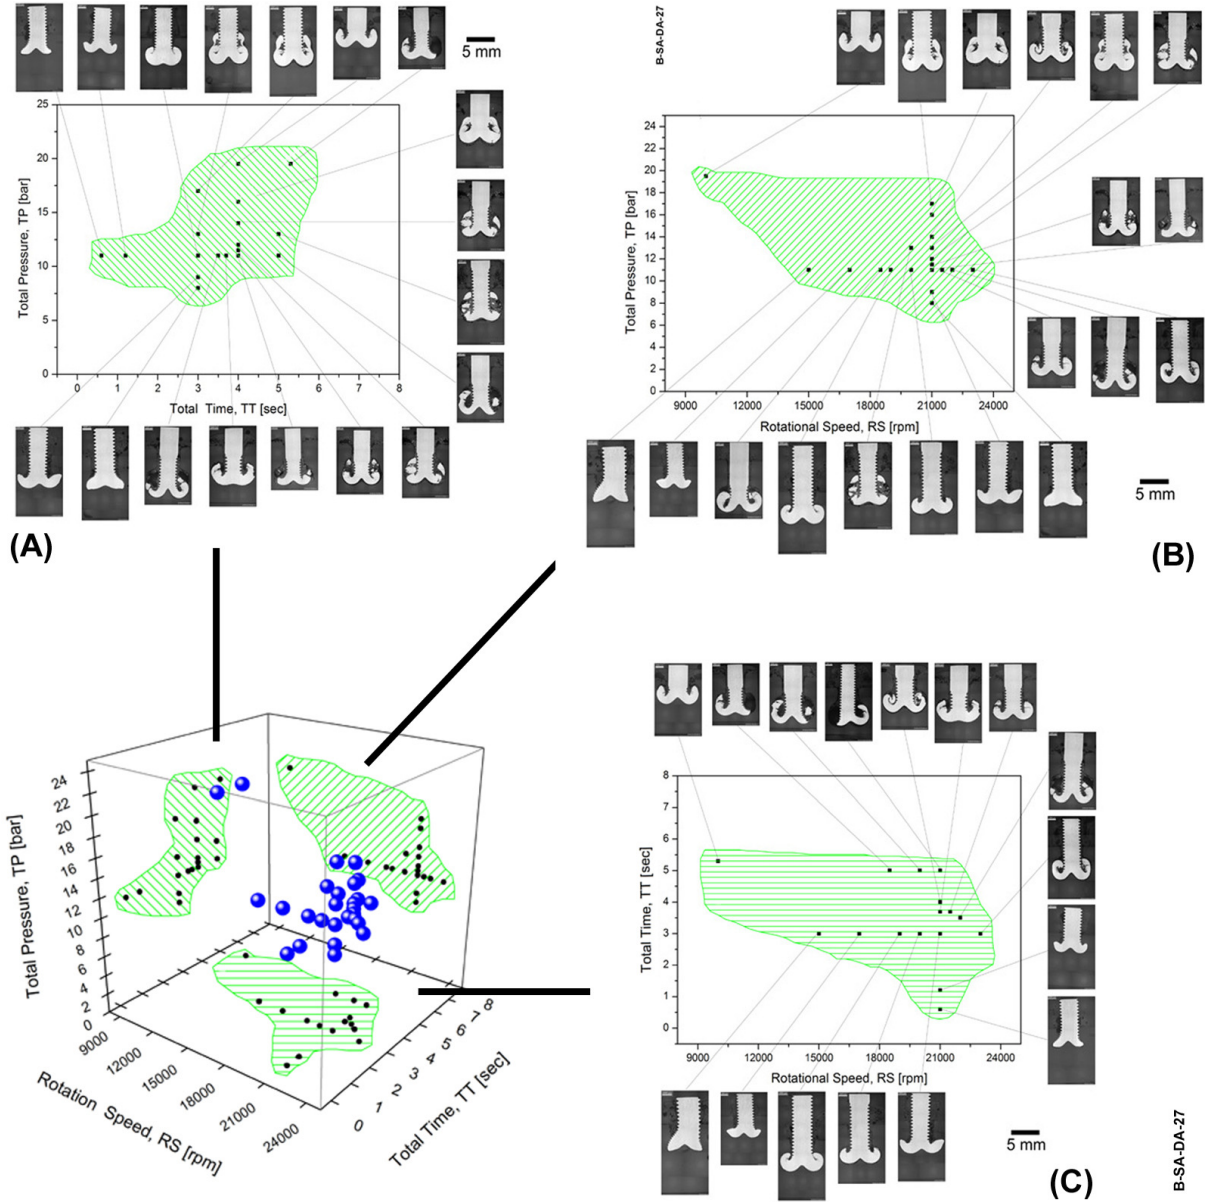 5 mm
25
20
15
10
5
0
Total Pressure, TP [bar]
0 1 2 3 4 5 6 7 8
Total Time, TT [sec]
(A)
B-SA-DA-27
24
22
20
18
16
14
12
10
8
6
4
2
0
Total Pressure, TP [bar]
9000 12000 15000 18000 21000 24000
Rotational Speed, RS [rpm]
5 mm
(B)
24
22
20
18
16
14
12
10
8
6
4
2
0
Total Pressure, TP [bar]
9000
12000
15000
18000
21000
24000
Rotation Speed, RS [rpm]
0
1
2
3
4
5
6
7
8
Total Time, TT [sec]
8
7
6
5
4
3
2
1
0
Total Time, TT [sec]
9000 12000 15000 18000 21000 24000
Rotational Speed, RS [rpm]
5 mm
(C)
B-SA-DA-27